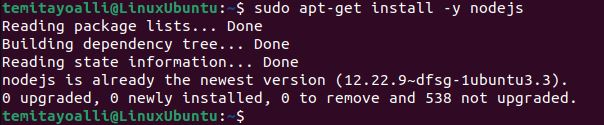 temitayoalli@LinuxUbuntu:~$ sudo apt-get install -y nodejs
Reading package lists... Done
Building dependency tree... Done
Reading state information... Done
nodejs is already the newest version (12.22.9~dfsg-1ubuntu3.3).
0 upgraded, 0 newly installed, 0 to remove and 538 not upgraded.
temitayoalli@LinuxUbuntu:~$